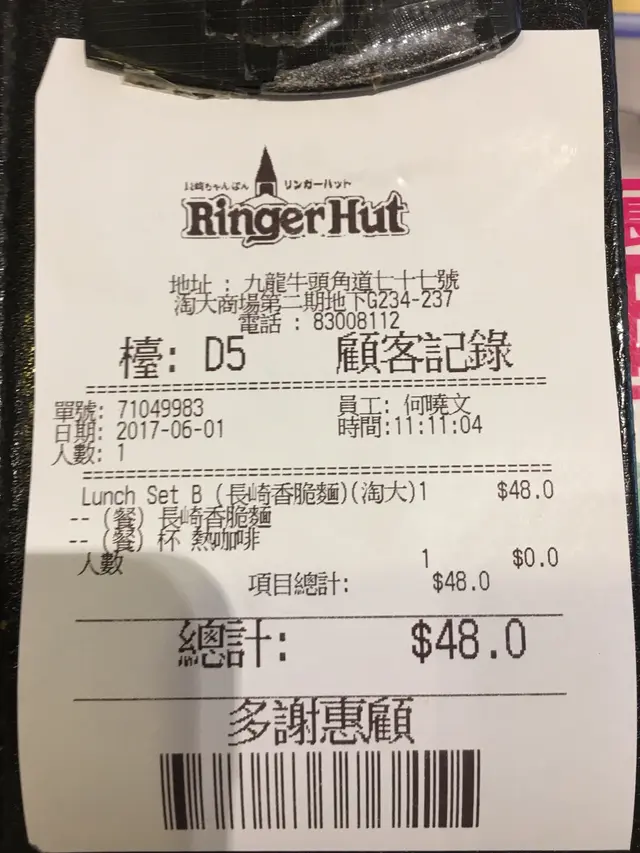 長崎ちゃんぽん リンガーハット
Ringer Hut
地址 : 九龍牛頭角道七十七號
淘大商場第二期地下G234-237
電話 : 83008112
檯: D5 顧客記錄
單號: 71049983 員工: 何曉文
日期: 2017-06-01 時間:11:11:04
人數: 1
Lunch Set B (長崎香脆麵)(淘大)1 $48.0
-- (餐) 長崎香脆麵
-- (餐) 杯 熱咖啡
人數 1 $0.0
項目總計: $48.0
總計: $48.0
多謝惠顧